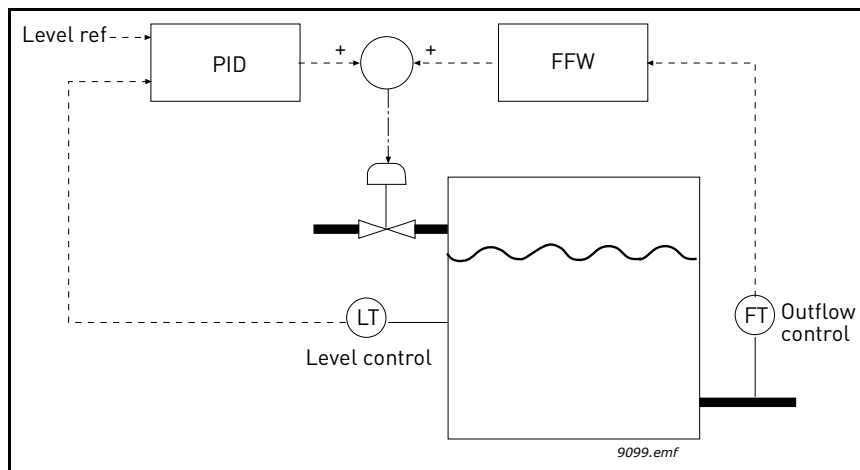 Level ref
PID
+
+
FFW
LT
Level control
FT
Outflow
control
9099.emf